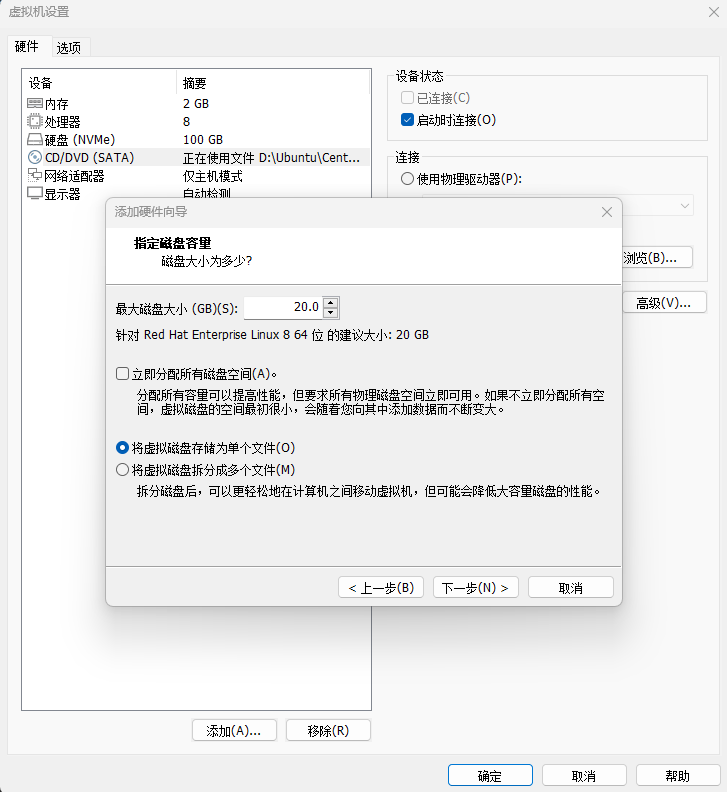 虚拟机设置
硬件 选项
设备 摘要
内存 2 GB
处理器 8
硬盘 (NVMe) 100 GB
CD/DVD (SATA) 正在使用文件 D:\Ubuntu\Cent...
网络适配器 仅主机模式
显示器 自动检测
设备状态
已连接(C)
启动时连接(O)
连接
使用物理驱动器(P):
浏览(B)...
高级(V)...
添加硬件向导
指定磁盘容量
磁盘大小为多少?
最大磁盘大小 (GB)(S): 20.0
针对 Red Hat Enterprise Linux 8 64 位 的建议大小: 20 GB
立即分配所有磁盘空间(A)。
分配所有容量可以提高性能，但要求所有物理磁盘空间立即可用。如果不立即分配所有空
间，虚拟磁盘的空间最初很小，会随着您向其中添加数据而不断变大。
将虚拟磁盘存储为单个文件(O)
将虚拟磁盘拆分成多个文件(M)
拆分磁盘后，可以更轻松地在计算机之间移动虚拟机，但可能会降低大容量磁盘的性能。
< 上一步(B) 下一步(N) > 取消
添加(A)... 移除(R)
确定 取消 帮助